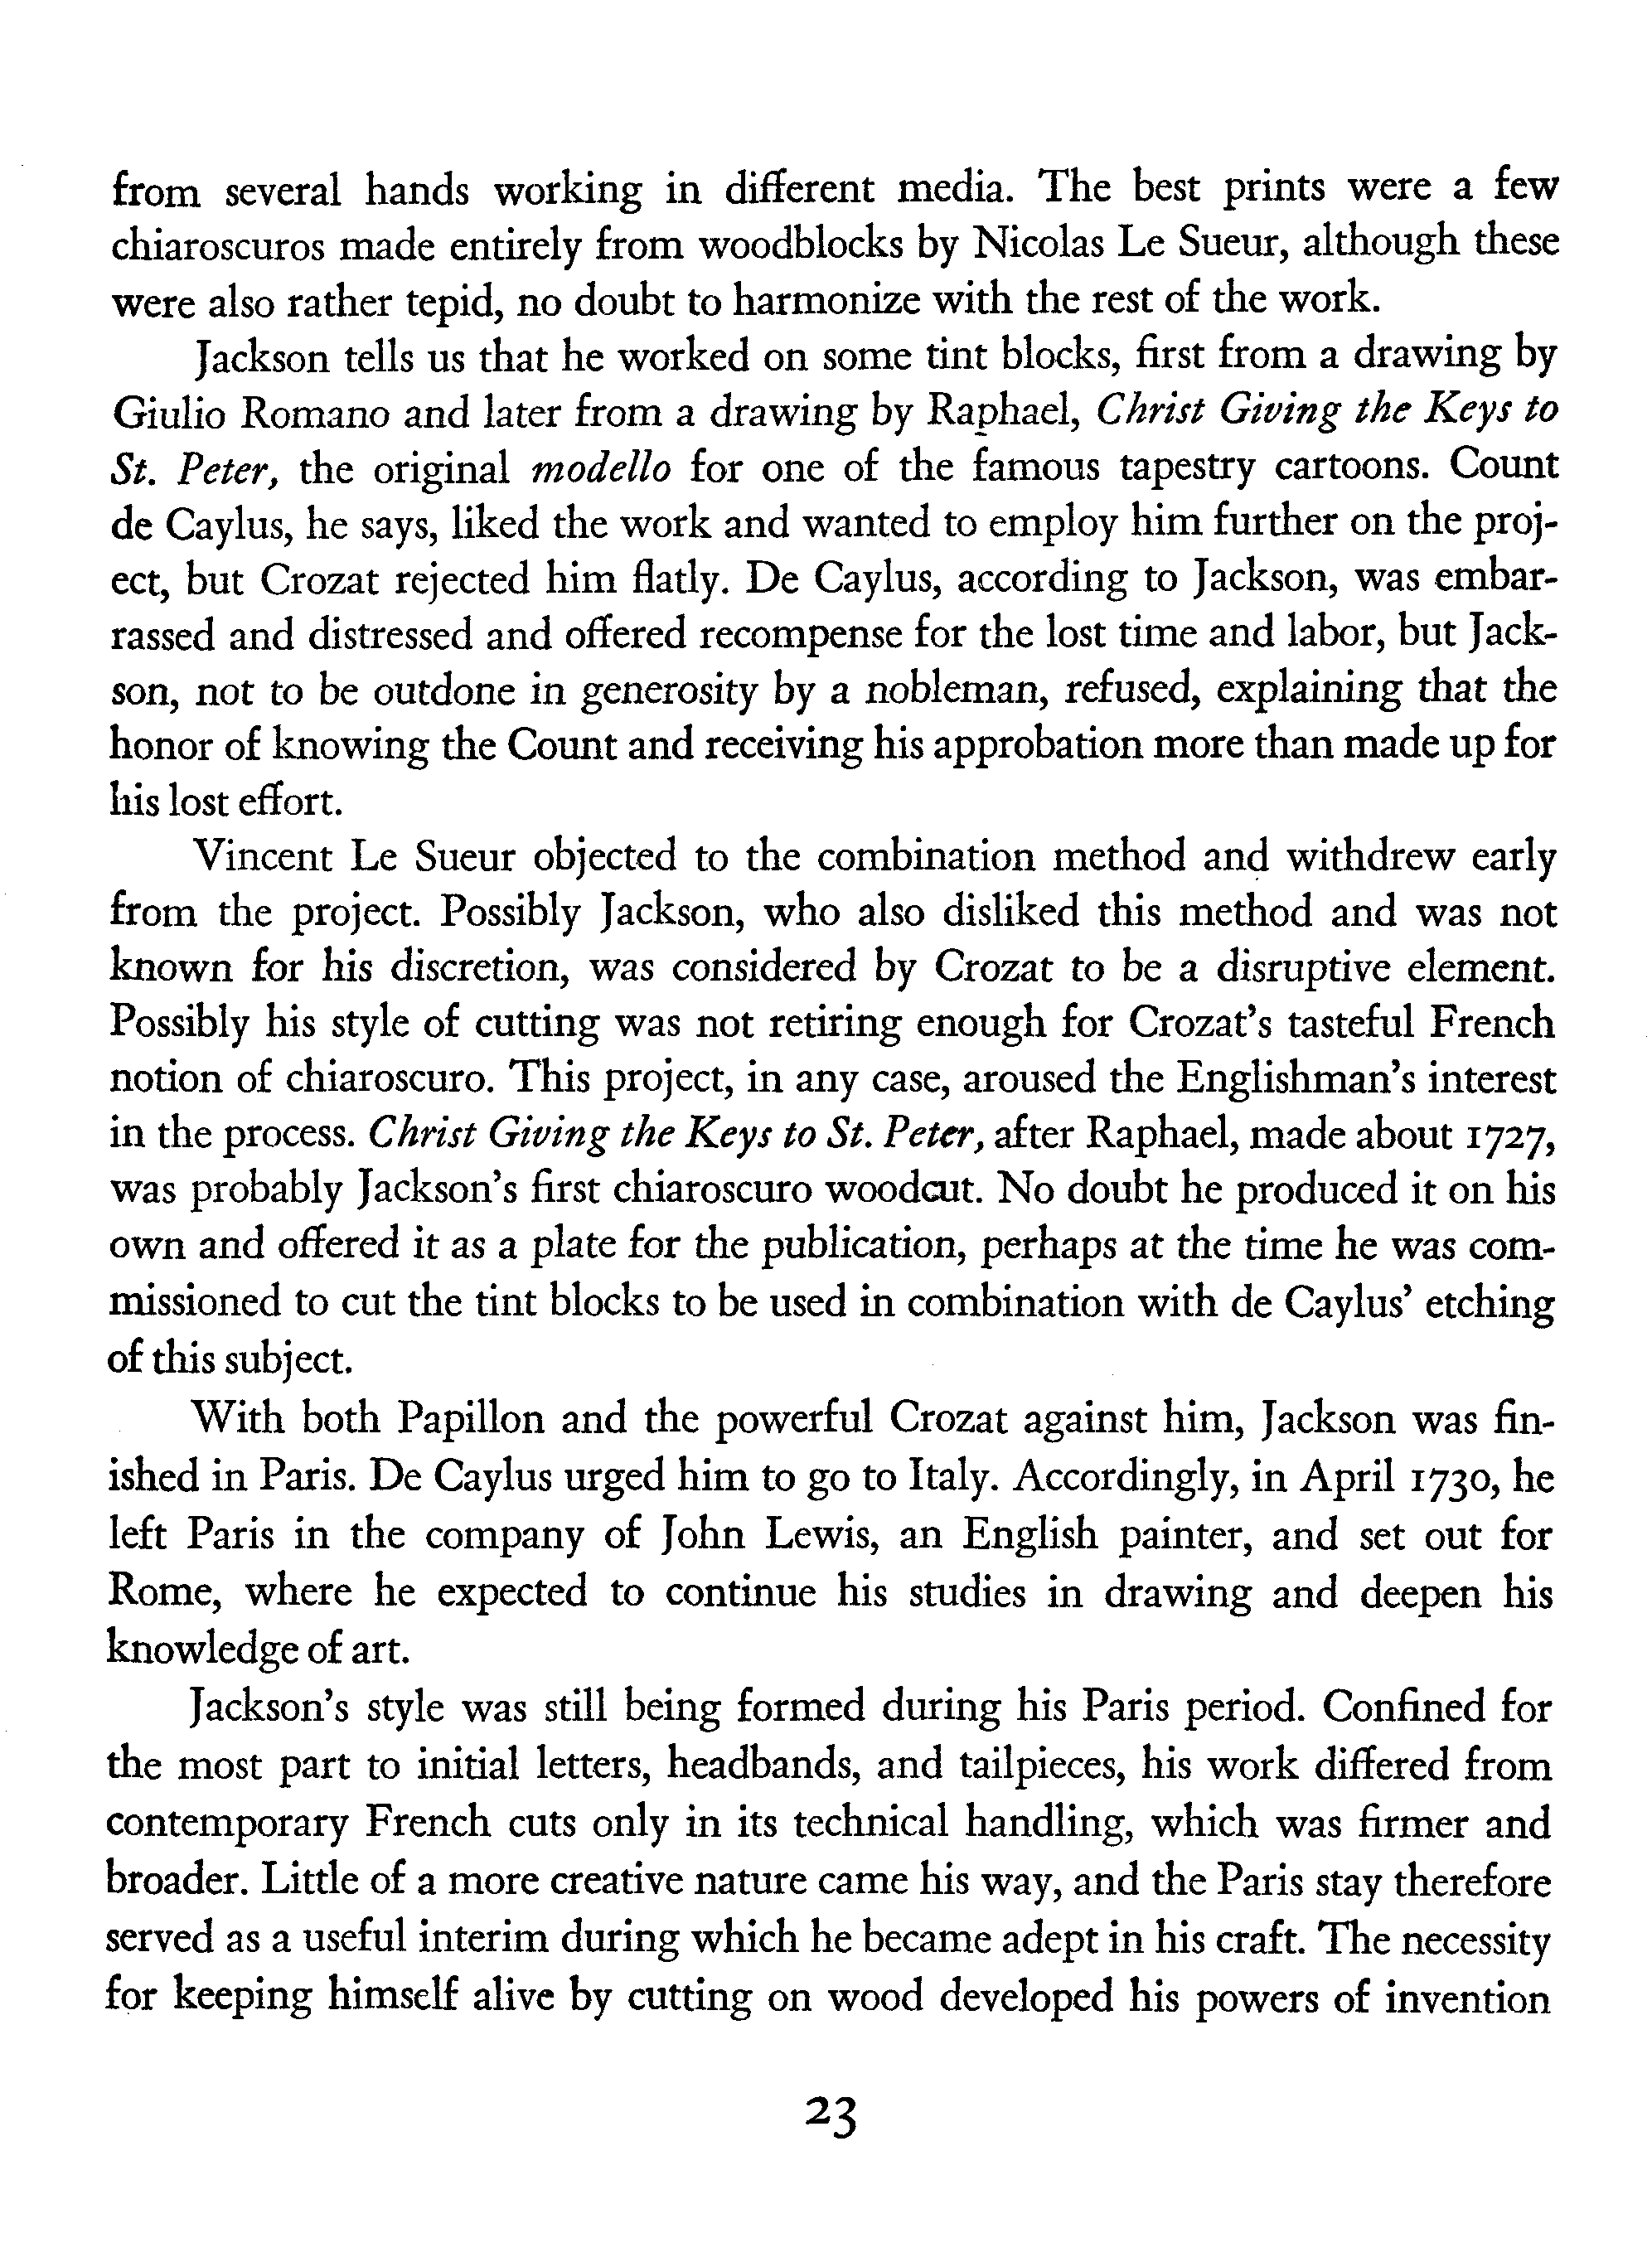 from several hands working in different media. The best prints were a few
chiaroscuros made entirely from woodblocks by Nicolas Le Sueur, although these
were also rather tepid, no doubt to harmonize with the rest of the work.
Jackson tells us that he worked on some tint blocks, first from a drawing by
Giulio Romano and later from a drawing by Raphael, Christ Giving the Keys to
St. Peter, the original modello for one of the famous tapestry cartoons. Count
de Caylus, he says, liked the work and wanted to employ him further on the proj-
ect, but Crozat rejected him flatly. De Caylus, according to Jackson, was embar-
rassed and distressed and offered recompense for the lost time and labor, but Jack-
son, not to be outdone in generosity by a nobleman, refused, explaining that the
honor of knowing the Count and receiving his approbation more than made up for
his lost effort.
Vincent Le Sueur objected to the combination method and withdrew early
from the project. Possibly Jackson, who also disliked this method and was not
known for his discretion, was considered by Crozat to be a disruptive element.
Possibly his style of cutting was not retiring enough for Crozat's tasteful French
notion of chiaroscuro. This project, in any case, aroused the Englishman's interest
in the process. Christ Giving the Keys to St. Peter, after Raphael, made about 1727,
was probably Jackson's first chiaroscuro woodcut. No doubt he produced it on his
own and offered it as a plate for the publication, perhaps at the time he was com-
missioned to cut the tint blocks to be used in combination with de Caylus' etching
of this subject.
With both Papillon and the powerful Crozat against him, Jackson was fin-
ished in Paris. De Caylus urged him to go to Italy. Accordingly, in April 1730, he
left Paris in the company of John Lewis, an English painter, and set out for
Rome, where he expected to continue his studies in drawing and deepen his
knowledge of art.
Jackson's style was still being formed during his Paris period. Confined for
the most part to initial letters, headbands, and tailpieces, his work differed from
contemporary French cuts only in its technical handling, which was firmer and
broader. Little of a more creative nature came his way, and the Paris stay therefore
served as a useful interim during which he became adept in his craft. The necessity
for keeping himself alive by cutting on wood developed his powers of invention
23